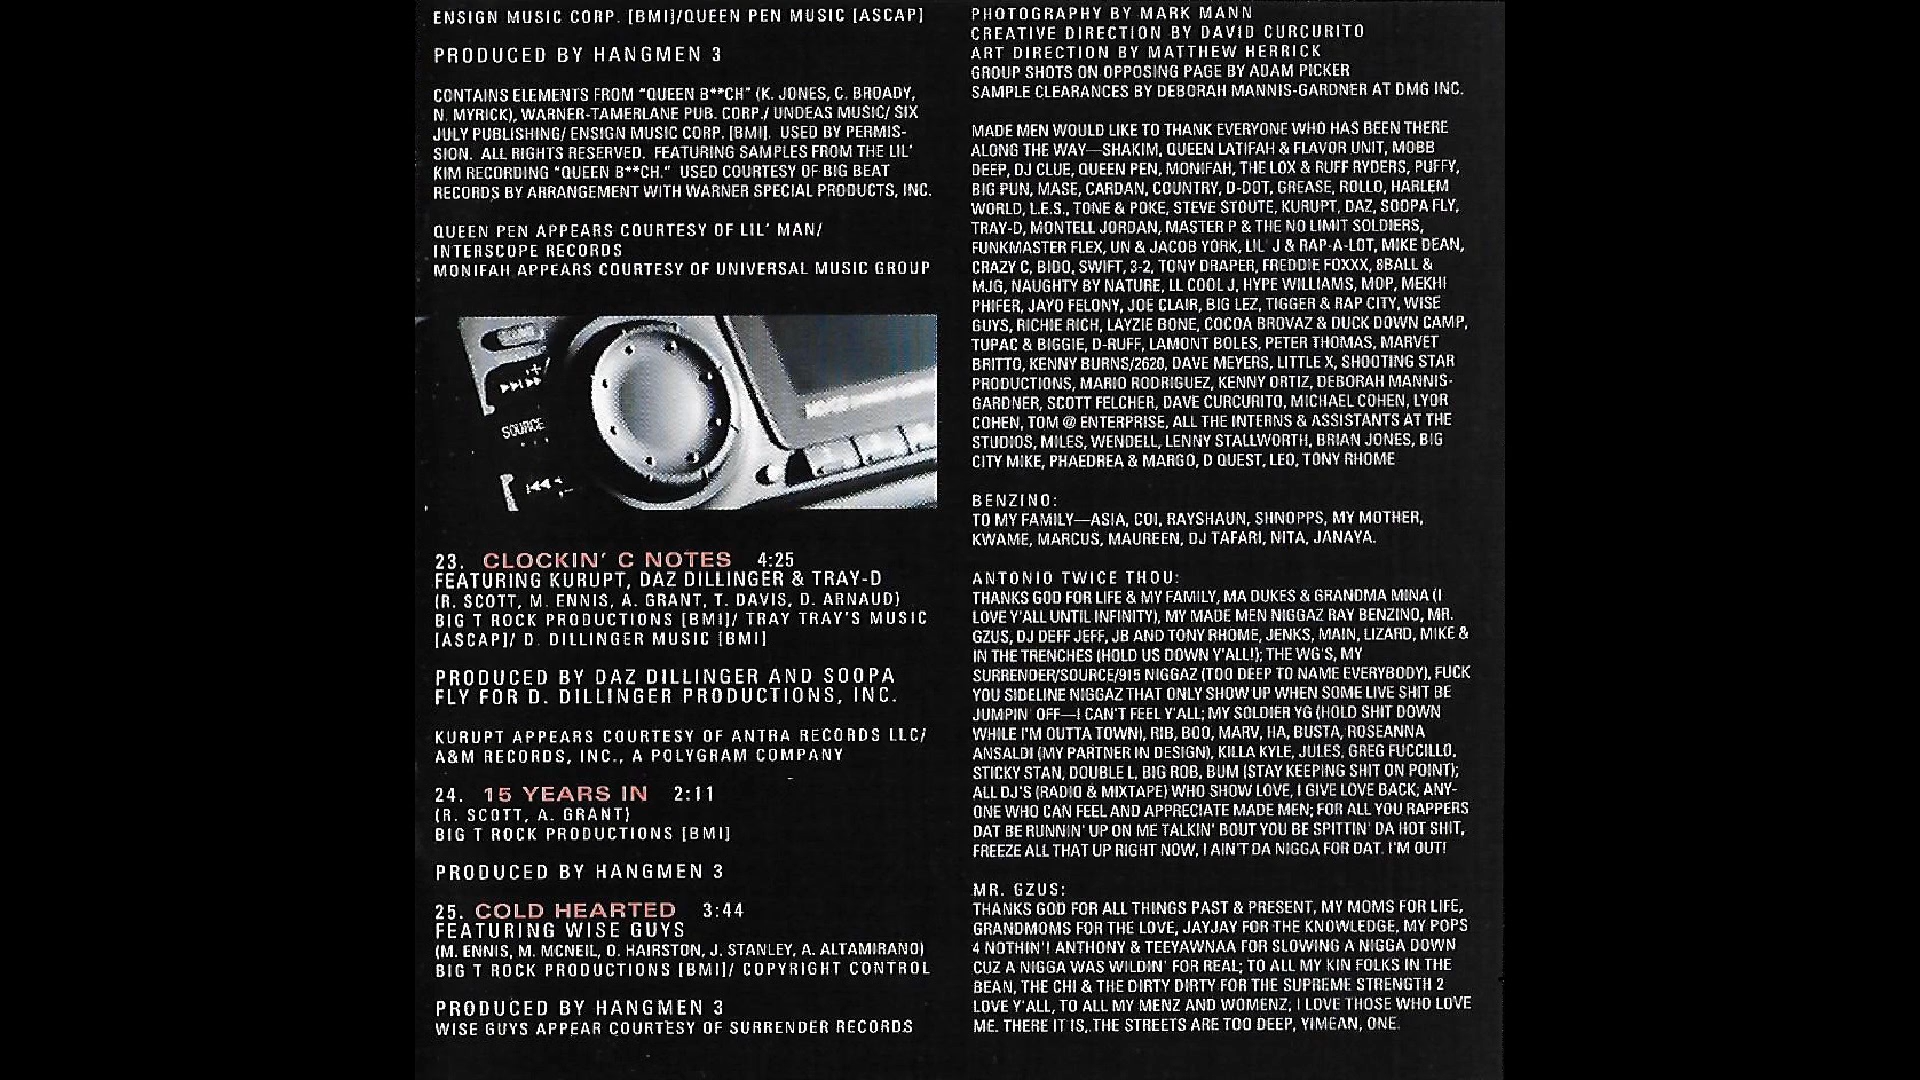 ENSIGN MUSIC CORP. [BMI]/QUEEN PEN MUSIC [ASCAP]
PRODUCED BY HANGMEN 3
CONTAINS ELEMENTS FROM "QUEEN B**CH" (K. JONES, C. BROADY,
N. MYRICK), WARNER-TAMERLANE PUB. CORP./ UNDEAS MUSIC/ SIX
JULY PUBLISHING/ ENSIGN MUSIC CORP. [BMI]. USED BY PERMIS-
SION. ALL RIGHTS RESERVED. FEATURING SAMPLES FROM THE LIL'
KIM RECORDING "QUEEN B**CH." USED COURTESY OF BIG BEAT
RECORDS BY ARRANGEMENT WITH WARNER SPECIAL PRODUCTS, INC.
QUEEN PEN APPEARS COURTESY OF LIL' MAN/
INTERSCOPE RECORDS
MONIFAH APPEARS COURTESY OF UNIVERSAL MUSIC GROUP
SOURCE
23. CLOCKIN' C NOTES 4:25
FEATURING KURUPT, DAZ DILLINGER & TRAY-D
(R. SCOTT, M. ENNIS, A. GRANT, T. DAVIS, D. ARNAUD)
BIG T ROCK PRODUCTIONS [BMI]/ TRAY TRAY'S MUSIC
[ASCAP]/ D. DILLINGER MUSIC [BMI]
PRODUCED BY DAZ DILLINGER AND SOOPA
FLY FOR D. DILLINGER PRODUCTIONS, INC.
KURUPT APPEARS COURTESY OF ANTRA RECORDS LLC/
A&M RECORDS, INC., A POLYGRAM COMPANY
24. 15 YEARS IN 2:11
(R. SCOTT, A. GRANT)
BIG T ROCK PRODUCTIONS [BMI]
PRODUCED BY HANGMEN 3
25. COLD HEARTED 3:44
FEATURING WISE GUYS
(M. ENNIS, M. MCNEIL, O. HAIRSTON, J. STANLEY, A. ALTAMIRANO)
BIG T ROCK PRODUCTIONS [BMI]/ COPYRIGHT CONTROL
PRODUCED BY HANGMEN 3
WISE GUYS APPEAR COURTESY OF SURRENDER RECORDS
PHOTOGRAPHY BY MARK MANN
CREATIVE DIRECTION BY DAVID CURCURITO
ART DIRECTION BY MATTHEW HERRICK
GROUP SHOTS ON OPPOSING PAGE BY ADAM PICKER
SAMPLE CLEARANCES BY DEBORAH MANNIS-GARDNER AT DMG INC.
MADE MEN WOULD LIKE TO THANK EVERYONE WHO HAS BEEN THERE
ALONG THE WAY—SHAKIM, QUEEN LATIFAH & FLAVOR UNIT, MOBB
DEEP, DJ CLUE, QUEEN PEN, MONIFAH, THE LOX & RUFF RYDERS, PUFFY,
BIG PUN, MASE, CARDAN, COUNTRY, D-DOT, GREASE, ROLLO, HARLEM
WORLD, L.E.S., TONE & POKE, STEVE STOUTE, KURUPT, DAZ, SOOPA FLY,
TRAY-D, MONTELL JORDAN, MASTER P & THE NO LIMIT SOLDIERS,
FUNKMASTER FLEX, UN & JACOB YORK, LIL' J & RAP-A-LOT, MIKE DEAN,
CRAZY C, BIDO, SWIFT, 3-2, TONY DRAPER, FREDDIE FOXXX, 8BALL &
MJG, NAUGHTY BY NATURE, LL COOL J, HYPE WILLIAMS, MOP, MEKHI
PHIFER, JAYO FELONY, JOE CLAIR, BIG LEZ, TIGGER & RAP CITY, WISE
GUYS, RICHIE RICH, LAYZIE BONE, COCOA BROVAZ & DUCK DOWN CAMP,
TUPAC & BIGGIE, D-RUFF, LAMONT BOLES, PETER THOMAS, MARVET
BRITTO, KENNY BURNS/2620, DAVE MEYERS, LITTLE X, SHOOTING STAR
PRODUCTIONS, MARIO RODRIGUEZ, KENNY ORTIZ, DEBORAH MANNIS-
GARDNER, SCOTT FELCHER, DAVE CURCURITO, MICHAEL COHEN, LYOR
COHEN, TOM @ ENTERPRISE, ALL THE INTERNS & ASSISTANTS AT THE
STUDIOS, MILES, WENDELL, LENNY STALLWORTH, BRIAN JONES, BIG
CITY MIKE, PHAEDREA & MARGO, D QUEST, LEO, TONY RHOME
BENZINO:
TO MY FAMILY—ASIA, COI, RAYSHAUN, SHNOPPS, MY MOTHER,
KWAME, MARCUS, MAUREEN, DJ TAFARI, NITA, JANAYA.
ANTONIO TWICE THOU:
THANKS GOD FOR LIFE & MY FAMILY, MA DUKES & GRANDMA MINA (I
LOVE Y'ALL UNTIL INFINITY), MY MADE MEN NIGGAZ RAY BENZINO, MR.
GZUS, DJ DEFF JEFF, JB AND TONY RHOME, JENKS, MAIN, LIZARD, MIKE &
IN THE TRENCHES (HOLD US DOWN Y'ALL!); THE WG'S, MY
SURRENDER/SOURCE/915 NIGGAZ (TOO DEEP TO NAME EVERYBODY), FUCK
YOU SIDELINE NIGGAZ THAT ONLY SHOW UP WHEN SOME LIVE SHIT BE
JUMPIN' OFF—I CAN'T FEEL Y'ALL; MY SOLDIER YG (HOLD SHIT DOWN
WHILE I'M OUTTA TOWN), RIB, BOO, MARV, HA, BUSTA, ROSEANNA
ANSALDI (MY PARTNER IN DESIGN), KILLA KYLE, JULES, GREG FUCCILLO,
STICKY STAN, DOUBLE L, BIG ROB, BUM (STAY KEEPING SHIT ON POINT);
ALL DJ'S (RADIO & MIXTAPE) WHO SHOW LOVE, I GIVE LOVE BACK; ANY-
ONE WHO CAN FEEL AND APPRECIATE MADE MEN; FOR ALL YOU RAPPERS
DAT BE RUNNIN' UP ON ME TALKIN' BOUT YOU BE SPITTIN' DA HOT SHIT,
FREEZE ALL THAT UP RIGHT NOW, I AIN'T DA NIGGA FOR DAT. I'M OUT!
MR. GZUS:
THANKS GOD FOR ALL THINGS PAST & PRESENT, MY MOMS FOR LIFE,
GRANDMOMS FOR THE LOVE, JAYJAY FOR THE KNOWLEDGE, MY POPS
4 NOTHIN'! ANTHONY & TEEYAWNAA FOR SLOWING A NIGGA DOWN
CUZ A NIGGA WAS WILDIN' FOR REAL; TO ALL MY KIN FOLKS IN THE
BEAN, THE CHI & THE DIRTY DIRTY FOR THE SUPREME STRENGTH 2
LOVE Y'ALL, TO ALL MY MENZ AND WOMENZ; I LOVE THOSE WHO LOVE
ME. THERE IT IS, THE STREETS ARE TOO DEEP, YIMEAN, ONE.